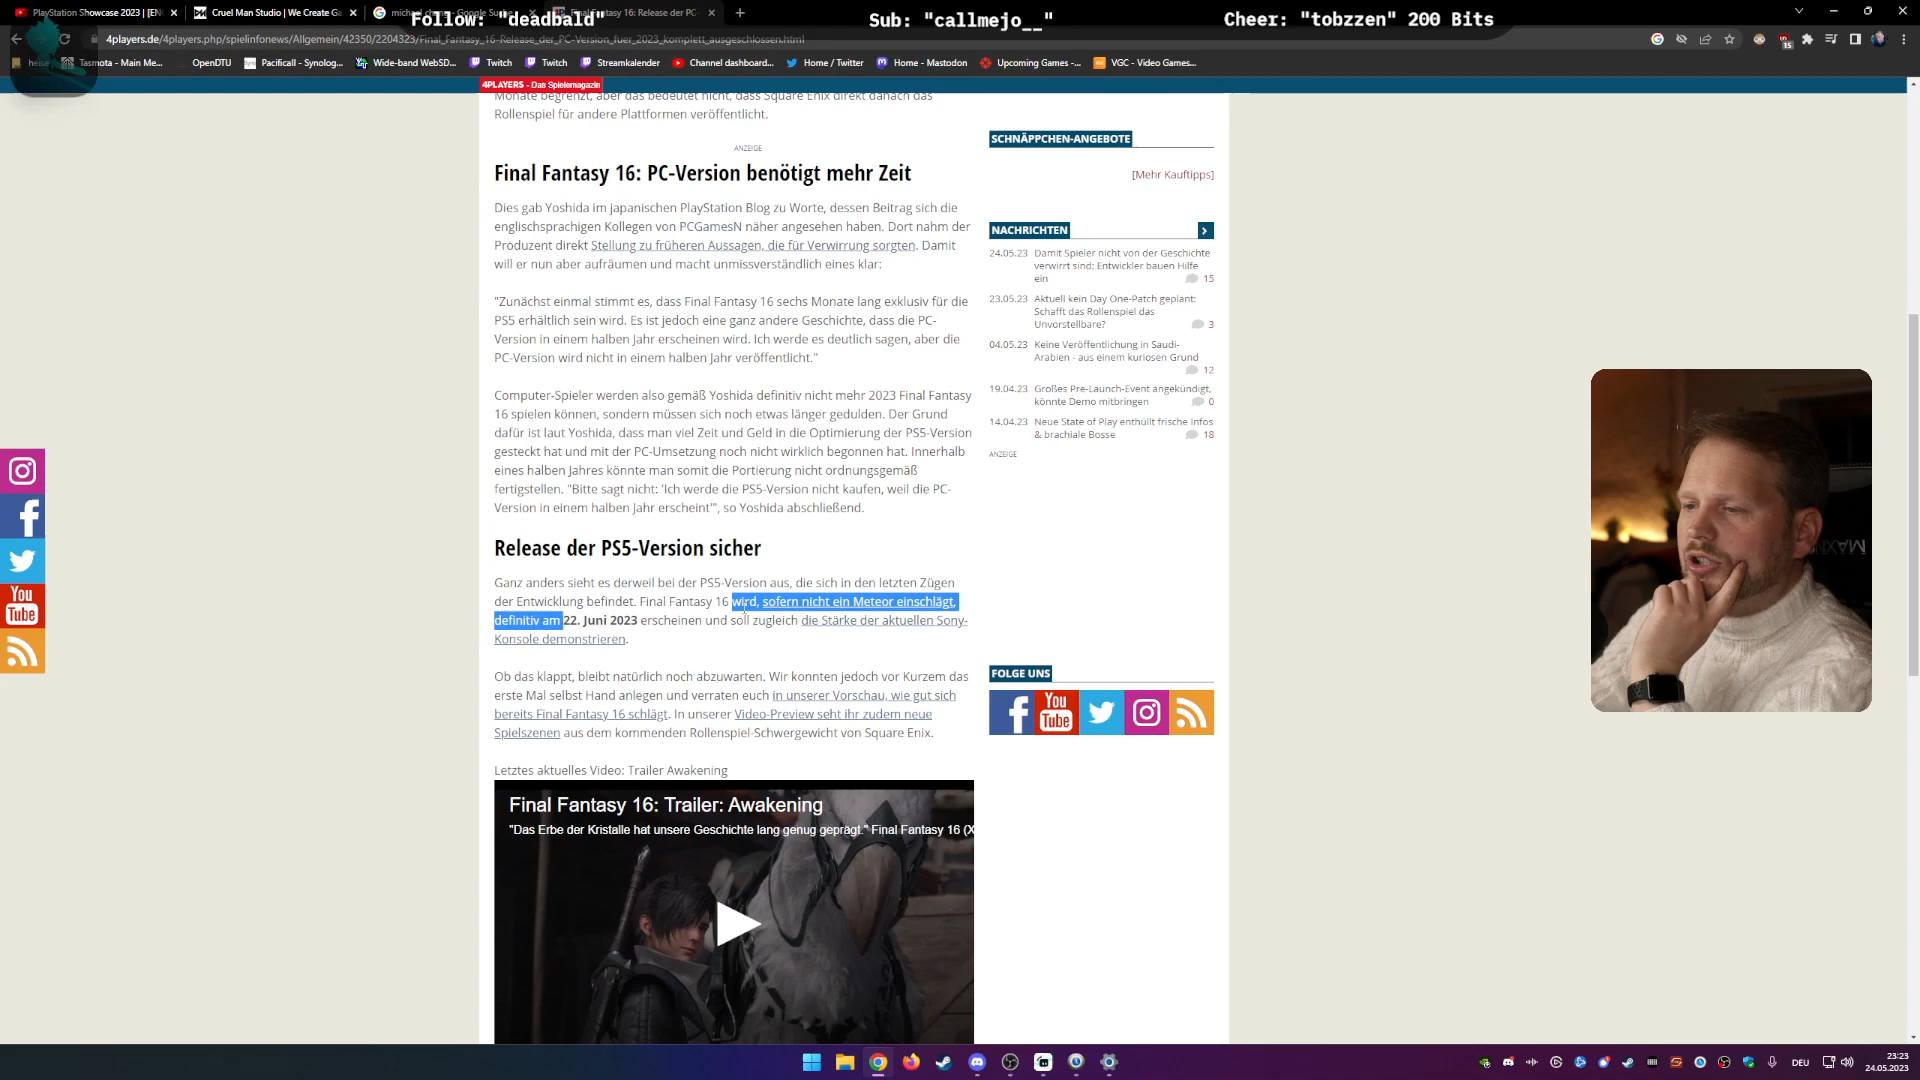 PlayStation Showcase 2023 | [EN
Cruel Man Studio | We Create Ga
Final Fantasy 16: Release der PC-
Follow: "deadbald"
Sub: "callmejo__"
Cheer: "tobzzen" 200 Bits
4players.de/4players.php/spielinfonews/Allgemein/42350/2204323/Final_Fantasy_16-Release_der_PC-Version_fuer_2023_komplett_ausgeschlossen.html
heise
Tasmota - Main Me...
OpenDTU
Pacificall - Synolog...
Wide-band WebSD...
Twitch
Twitch
Streamkalender
Channel dashboard...
Home / Twitter
Home - Mastodon
Upcoming Games -...
VGC - Video Games...
4PLAYERS - Das Spielemagazin
Monate begrenzt, aber das bedeutet nicht, dass Square Enix direkt danach das
Rollenspiel für andere Plattformen veröffentlicht.
ANZEIGE
Final Fantasy 16: PC-Version benötigt mehr Zeit
Dies gab Yoshida im japanischen PlayStation Blog zu Worte, dessen Beitrag sich die
englischsprachigen Kollegen von PCGamesN näher angesehen haben. Dort nahm der
Produzent direkt Stellung zu früheren Aussagen, die für Verwirrung sorgten. Damit
will er nun aber aufräumen und macht unmissverständlich eines klar:
"Zunächst einmal stimmt es, dass Final Fantasy 16 sechs Monate lang exklusiv für die
PS5 erhältlich sein wird. Es ist jedoch eine ganz andere Geschichte, dass die PC-
Version in einem halben Jahr erscheinen wird. Ich werde es deutlich sagen, aber die
PC-Version wird nicht in einem halben Jahr veröffentlicht."
Computer-Spieler werden also gemäß Yoshida definitiv nicht mehr 2023 Final Fantasy
16 spielen können, sondern müssen sich noch etwas länger gedulden. Der Grund
dafür ist laut Yoshida, dass man viel Zeit und Geld in die Optimierung der PS5-Version
gesteckt hat und mit der PC-Umsetzung noch nicht wirklich begonnen hat. Innerhalb
eines halben Jahres könnte man somit die Portierung nicht ordnungsgemäß
fertigstellen. "Bitte sagt nicht: 'Ich werde die PS5-Version nicht kaufen, weil die PC-
Version in einem halben Jahr erscheint'", so Yoshida abschließend.
Release der PS5-Version sicher
Ganz anders sieht es derweil bei der PS5-Version aus, die sich in den letzten Zügen
der Entwicklung befindet. Final Fantasy 16 wird, sofern nicht ein Meteor einschlägt,
definitiv am 22. Juni 2023 erscheinen und soll zugleich die Stärke der aktuellen Sony-
Konsole demonstrieren.
Ob das klappt, bleibt natürlich noch abzuwarten. Wir konnten jedoch vor Kurzem das
erste Mal selbst Hand anlegen und verraten euch in unserer Vorschau, wie gut sich
bereits Final Fantasy 16 schlägt. In unserer Video-Preview seht ihr zudem neue
Spielszenen aus dem kommenden Rollenspiel-Schwergewicht von Square Enix.
Letztes aktuelles Video: Trailer Awakening
Final Fantasy 16: Trailer: Awakening
"Das Erbe der Kristalle hat unsere Geschichte lang genug geprägt." Final Fantasy 16 (X
SCHNÄPPCHEN-ANGEBOTE
[Mehr Kauftipps]
NACHRICHTEN
24.05.23 Damit Spieler nicht von der Geschichte
verwirrt sind: Entwickler bauen Hilfe
ein 15
23.05.23 Aktuell kein Day One-Patch geplant:
Schafft das Rollenspiel das
Unvorstellbare? 3
04.05.23 Keine Veröffentlichung in Saudi-
Arabien - aus einem kuriosen Grund
12
19.04.23 Großes Pre-Launch-Event angekündigt,
könnte Demo mitbringen 0
14.04.23 Neue State of Play enthüllt frische Infos
& brachiale Bosse 18
ANZEIGE
FOLGE UNS
You
Tube
You
Tube
DEU
23:23
24.05.2023